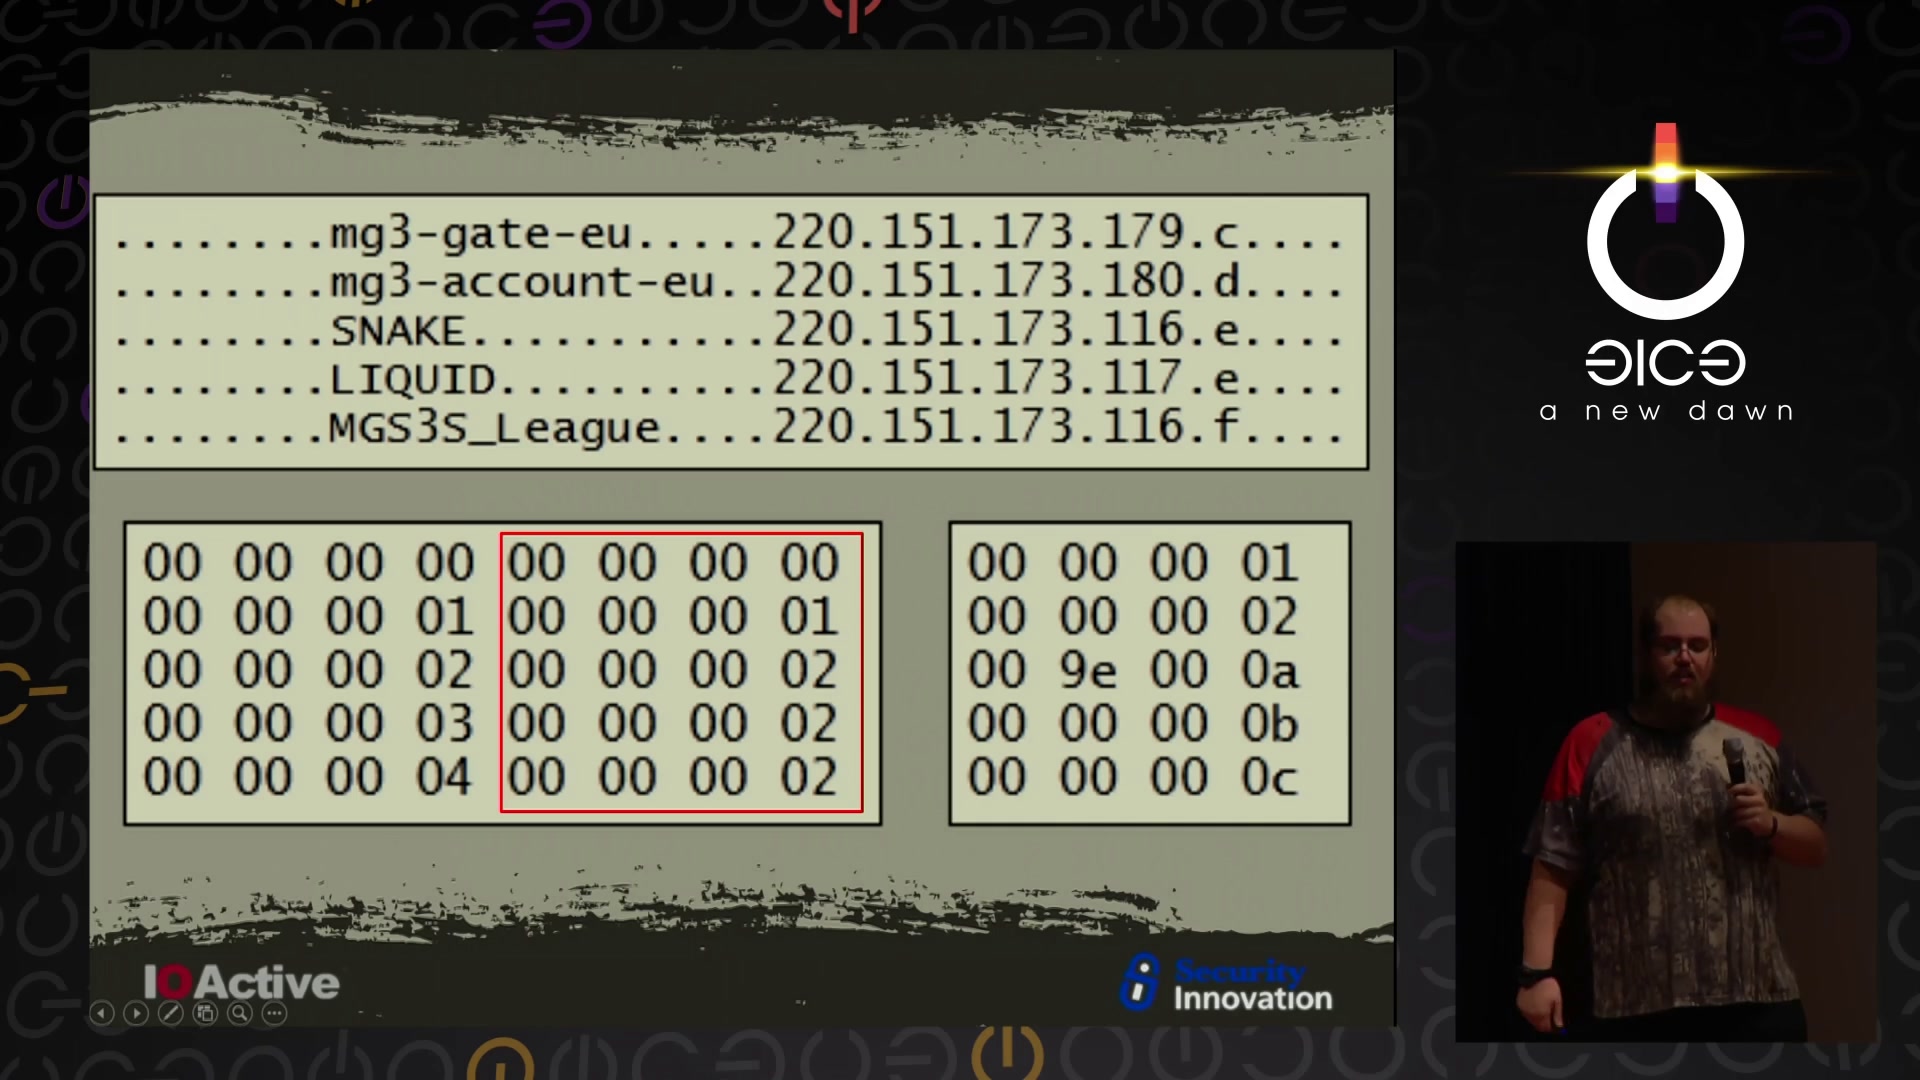 ........mg3-gate-eu.....220.151.173.179.c....
........mg3-account-eu..220.151.173.180.d....
........SNAKE...........220.151.173.116.e....
........LIQUID..........220.151.173.117.e....
........MGS3S_League....220.151.173.116.f....
00 00 00 00 00 00 00 00
00 00 00 01 00 00 00 01
00 00 00 02 00 00 00 02
00 00 00 03 00 00 00 02
00 00 00 04 00 00 00 02
00 00 00 01
00 00 00 02
00 9e 00 0a
00 00 00 0b
00 00 00 0c
IOActive
Security
Innovation
a new dawn